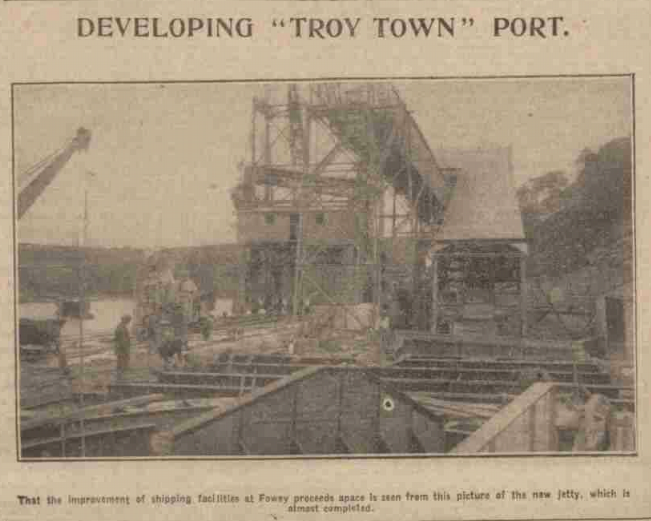 DEVELOPING “TROY TOWN” PORT.
That the improvement of shipping facilities at Fowey proceeds apace is seen from this picture of the new jetty, which is
almost completed.